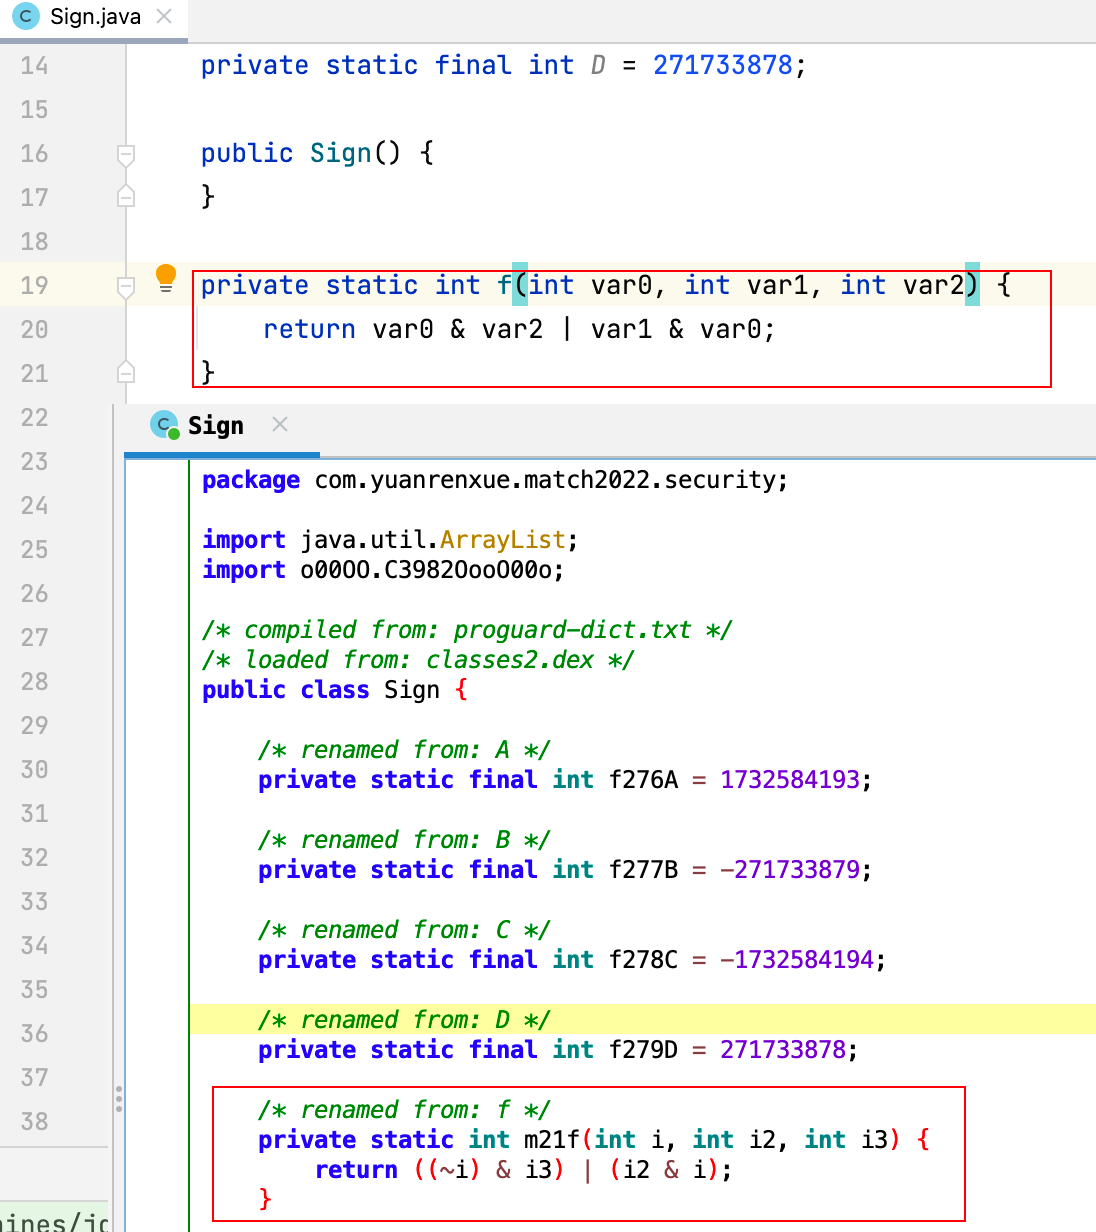 Sign.java
14 private static final int D = 271733878;
15
16 public Sign() {
17 }
18
19 private static int f(int var0, int var1, int var2) {
20 return var0 & var2 | var1 & var0;
21 }
22
Sign
23
package com.yuanrenxue.match2022.security;
24
25 import java.util.ArrayList;
26 import o00OO.C3982OooO00o;
27
/* compiled from: proguard-dict.txt */
28 /* loaded from: classes2.dex */
public class Sign {
29
30 /* renamed from: A */
private static final int f276A = 1732584193;
31
32 /* renamed from: B */
33 private static final int f277B = -271733879;
34 /* renamed from: C */
35 private static final int f278C = -1732584194;
36 /* renamed from: D */
37 private static final int f279D = 271733878;
38 /* renamed from: f */
private static int m21f(int i, int i2, int i3) {
return ((~i) & i3) | (i2 & i);
}